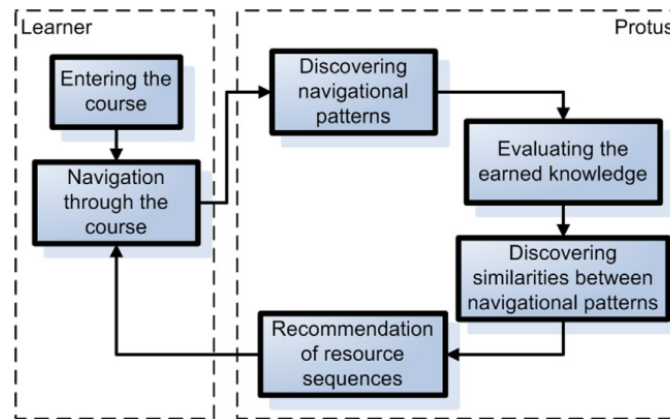 Learner
Protus
Entering the
course
Navigation
through the
course
Discovering
navigational
patterns
Evaluating the
earned knowledge
Discovering
similarities between
navigational patterns
Recommendation
of resource
sequences